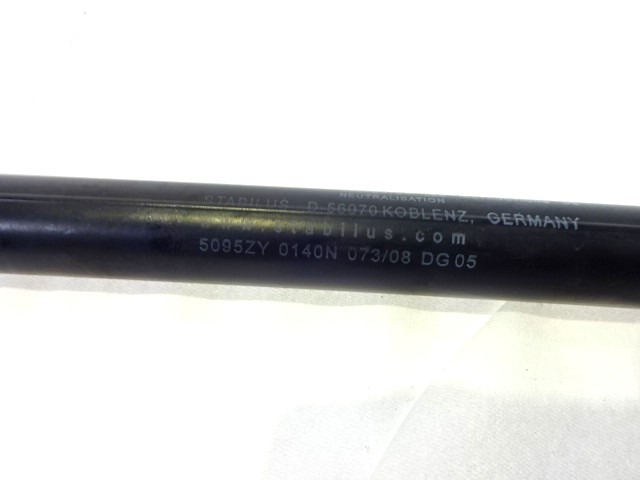 NEUTRALISATION
STABILUS D-56070 KOBLENZ, GERMANY
stabilus.com
5095ZY 0140N 073/08 DG05